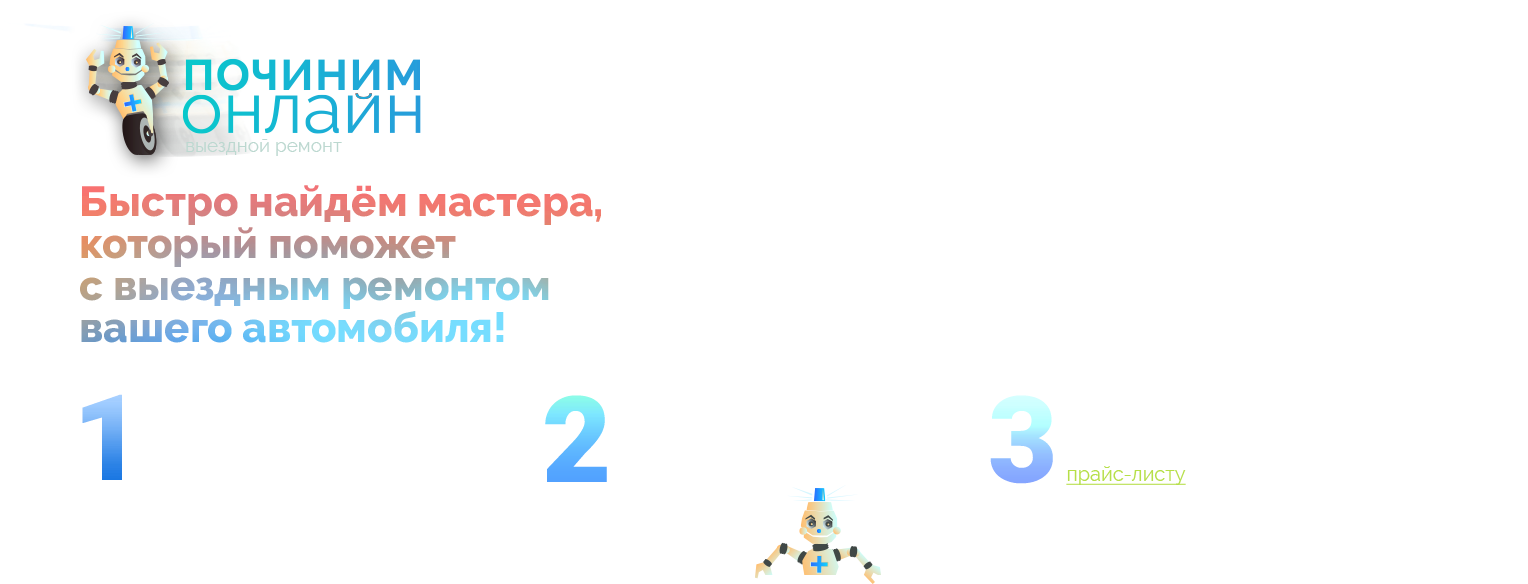 починим
онлайн
выездной ремонт
Быстро найдём мастера,
который поможет
с выездным ремонтом
вашего автомобиля!
1
2
3
прайс-листу